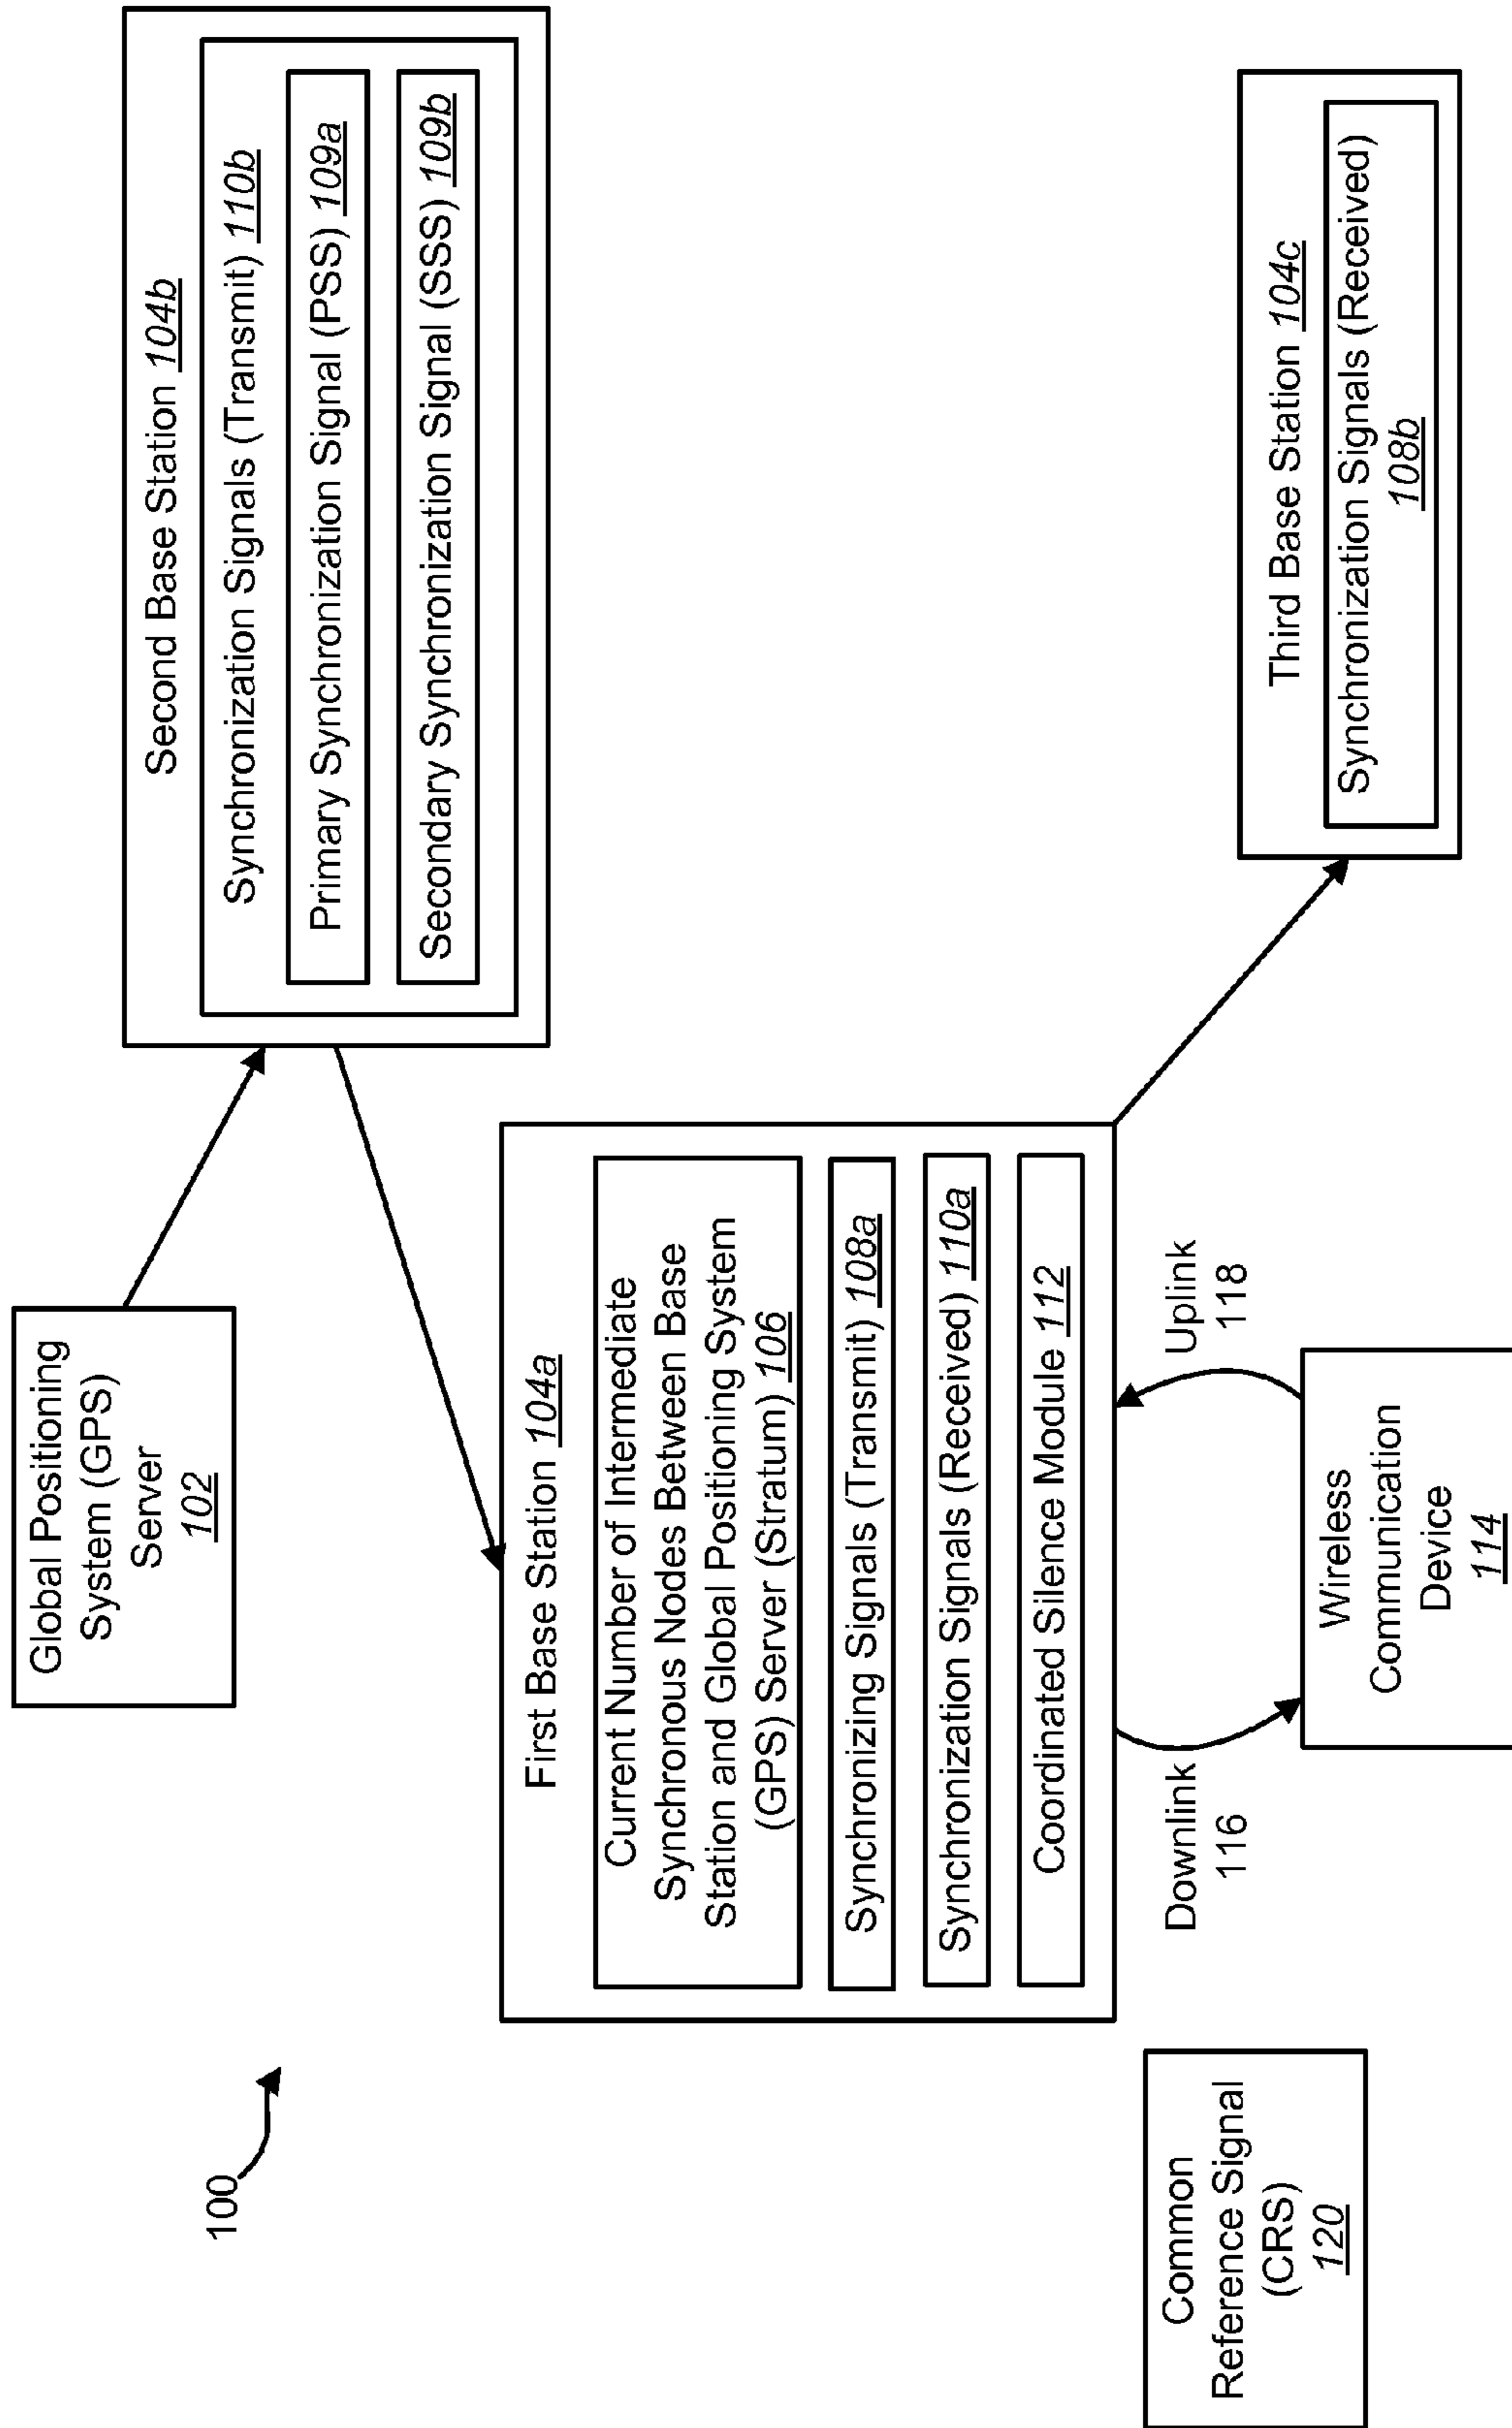 100
Global Positioning
System (GPS)
Server
102
Second Base Station 104b
Synchronization Signals (Transmit) 110b
Primary Synchronization Signal (PSS) 109a
Secondary Synchronization Signal (SSS) 109b
First Base Station 104a
Current Number of Intermediate
Synchronous Nodes Between Base
Station and Global Positioning System
(GPS) Server (Stratum) 106
Synchronizing Signals (Transmit) 108a
Synchronization Signals (Received) 110a
Coordinated Silence Module 112
Third Base Station 104c
Synchronization Signals (Received)
108b
Downlink
116
Uplink
118
Common
Reference Signal
(CRS)
120
Wireless
Communication
Device
114